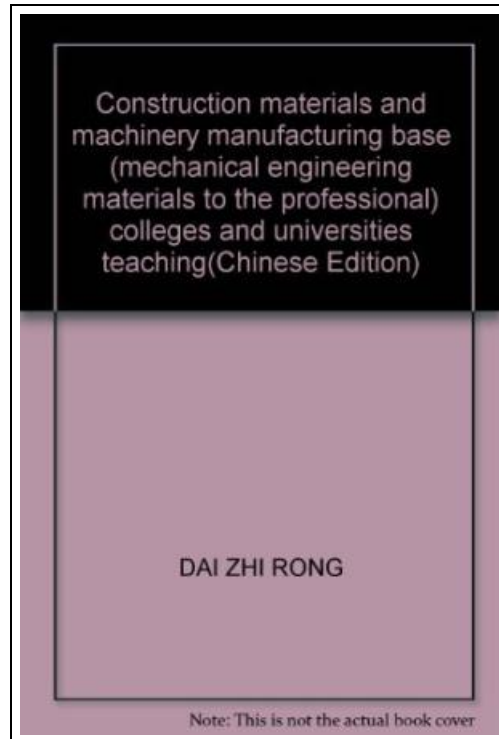 Construction materials and
machinery manufacturing base
(mechanical engineering
materials to the professional)
colleges and universities
teaching(Chinese Edition)
DAI ZHI RONG
Note: This is not the actual book cover